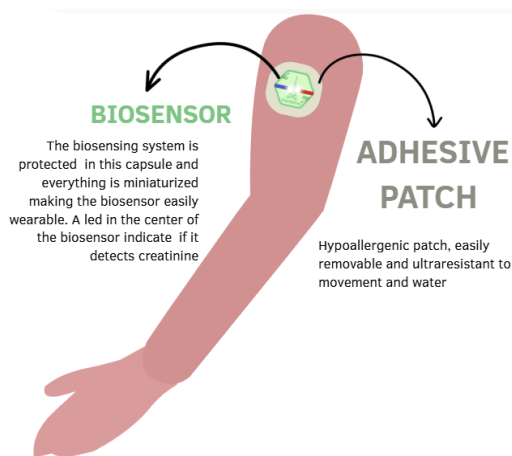 BIOSENSOR
The biosensing system is
protected in this capsule and
everything is miniaturized
making the biosensor easily
wearable. A led in the center of
the biosensor indicate if it
detects creatinine
ADHESIVE
PATCH
Hypoallergenic patch, easily
removable and ultraresistant to
movement and water